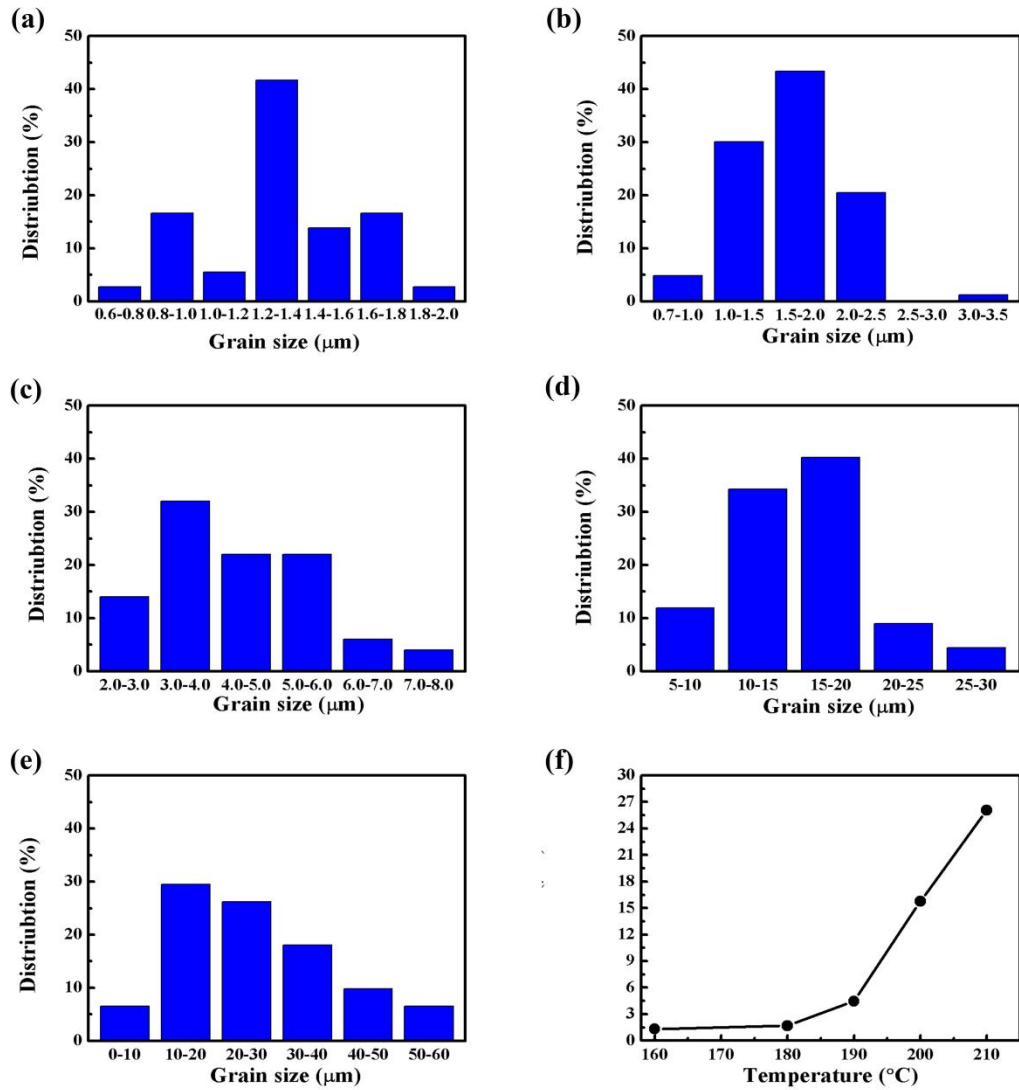 (a)
50
40
30
20
10
0
Distriubtion (%)
0.6-0.8 0.8-1.0 1.0-1.2 1.2-1.4 1.4-1.6 1.6-1.8 1.8-2.0
Grain size (μm)
(b)
50
40
30
20
10
0
Distriubtion (%)
0.7-1.0 1.0-1.5 1.5-2.0 2.0-2.5 2.5-3.0 3.0-3.5
Grain size (μm)
(c)
50
40
30
20
10
0
Distriubtion (%)
2.0-3.0 3.0-4.0 4.0-5.0 5.0-6.0 6.0-7.0 7.0-8.0
Grain size (μm)
(d)
50
40
30
20
10
0
Distriubtion (%)
5-10 10-15 15-20 20-25 25-30
Grain size (μm)
(e)
50
40
30
20
10
0
Distriubtion (%)
0-10 10-20 20-30 30-40 40-50 50-60
Grain size (μm)
(f)
30
27
24
21
18
15
12
9
6
3
0
160 170 180 190 200 210
Temperature (°C)